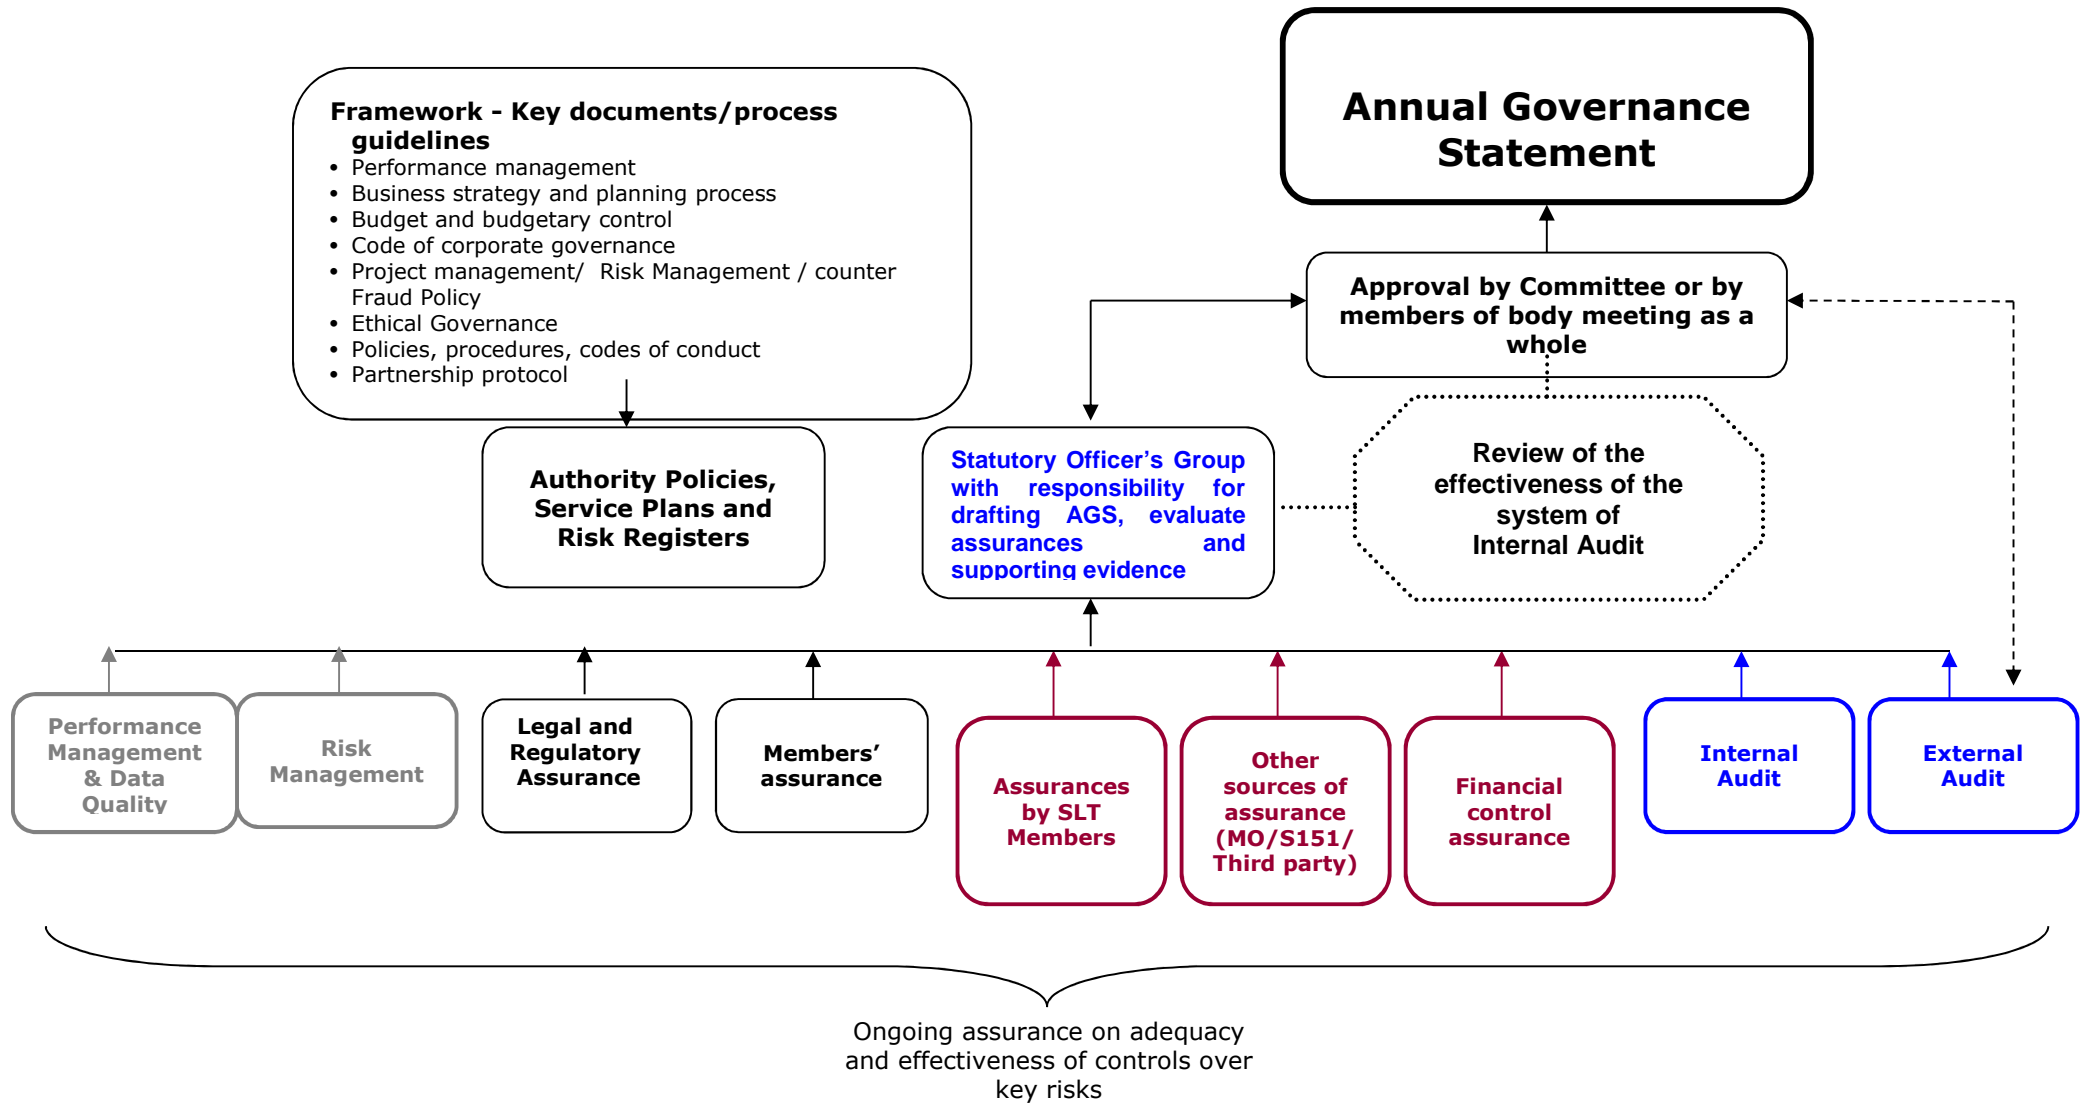 Annual Governance
Statement
Framework - Key documents/process
guidelines
• Performance management
• Business strategy and planning process
• Budget and budgetary control
• Code of corporate governance
• Project management/  Risk Management / counter
Fraud Policy
• Ethical Governance
• Policies, procedures, codes of conduct
• Partnership protocol
Approval by Committee or by
members of body meeting as a
whole
Authority Policies,
Service Plans and
Risk Registers
Statutory Officer’s Group
with responsibility for
drafting AGS, evaluate
assurances and
supporting evidence
Review of the
effectiveness of the
system of
Internal Audit
Performance
Management
& Data
Quality
Risk
Management
Legal and
Regulatory
Assurance
Members’
assurance
Assurances
by SLT
Members
Other
sources of
assurance
(MO/S151/
Third party)
Financial
control
assurance
Internal
Audit
External
Audit
Ongoing assurance on adequacy
and effectiveness of controls over
key risks